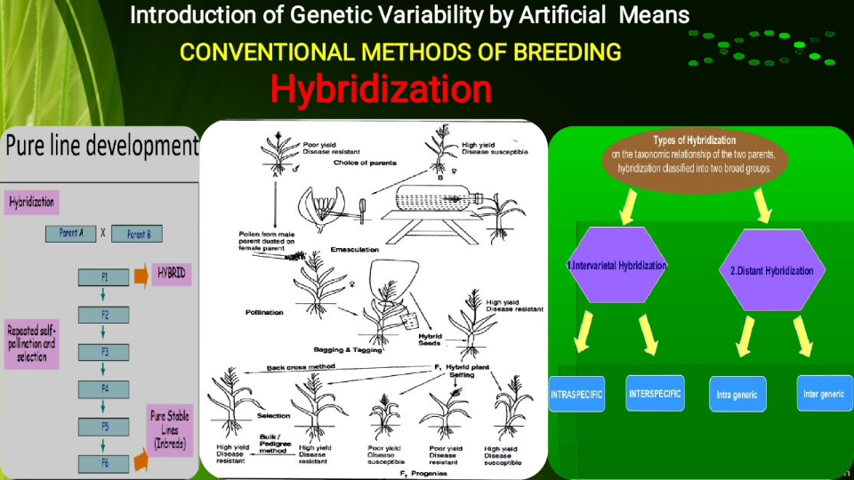 Introduction of Genetic Variability by Artificial Means
CONVENTIONAL METHODS OF BREEDING
Hybridization
Pure line development
Hybridization
Parent A X Parent B
F1
HYBRID
F2
Repeated self-
pollination and
selection
F3
F4
F5
Pure Stable
Lines
(Inbreds)
F6
Poor yield
Disease resistant
High yield
Disease susceptible
A ♂
Choice of parents
B ♀
Pollen from male
parent dusted on
female parent
Emasculation
♀
Pollination
Bagging & Tagging
Hybrid
Seeds
High yield
Disease resistant
Back cross method
F₁ Hybrid plant
Selfing
Selection
Bulk /
Pedigree
method
High yield
Disease
resistant
High yield
Disease
resistant
Poor yield
Disease
susceptible
Poor yield
Disease
resistant
High yield
Disease
susceptible
F₂ Progenies
Types of Hybridization
on the taxonomic relationship of the two parents,
hybridization classified into two broad groups.
1.Intervarietal Hybridization
2.Distant Hybridization
INTRASPECIFIC
INTERSPECIFIC
Intra generic
Inter generic